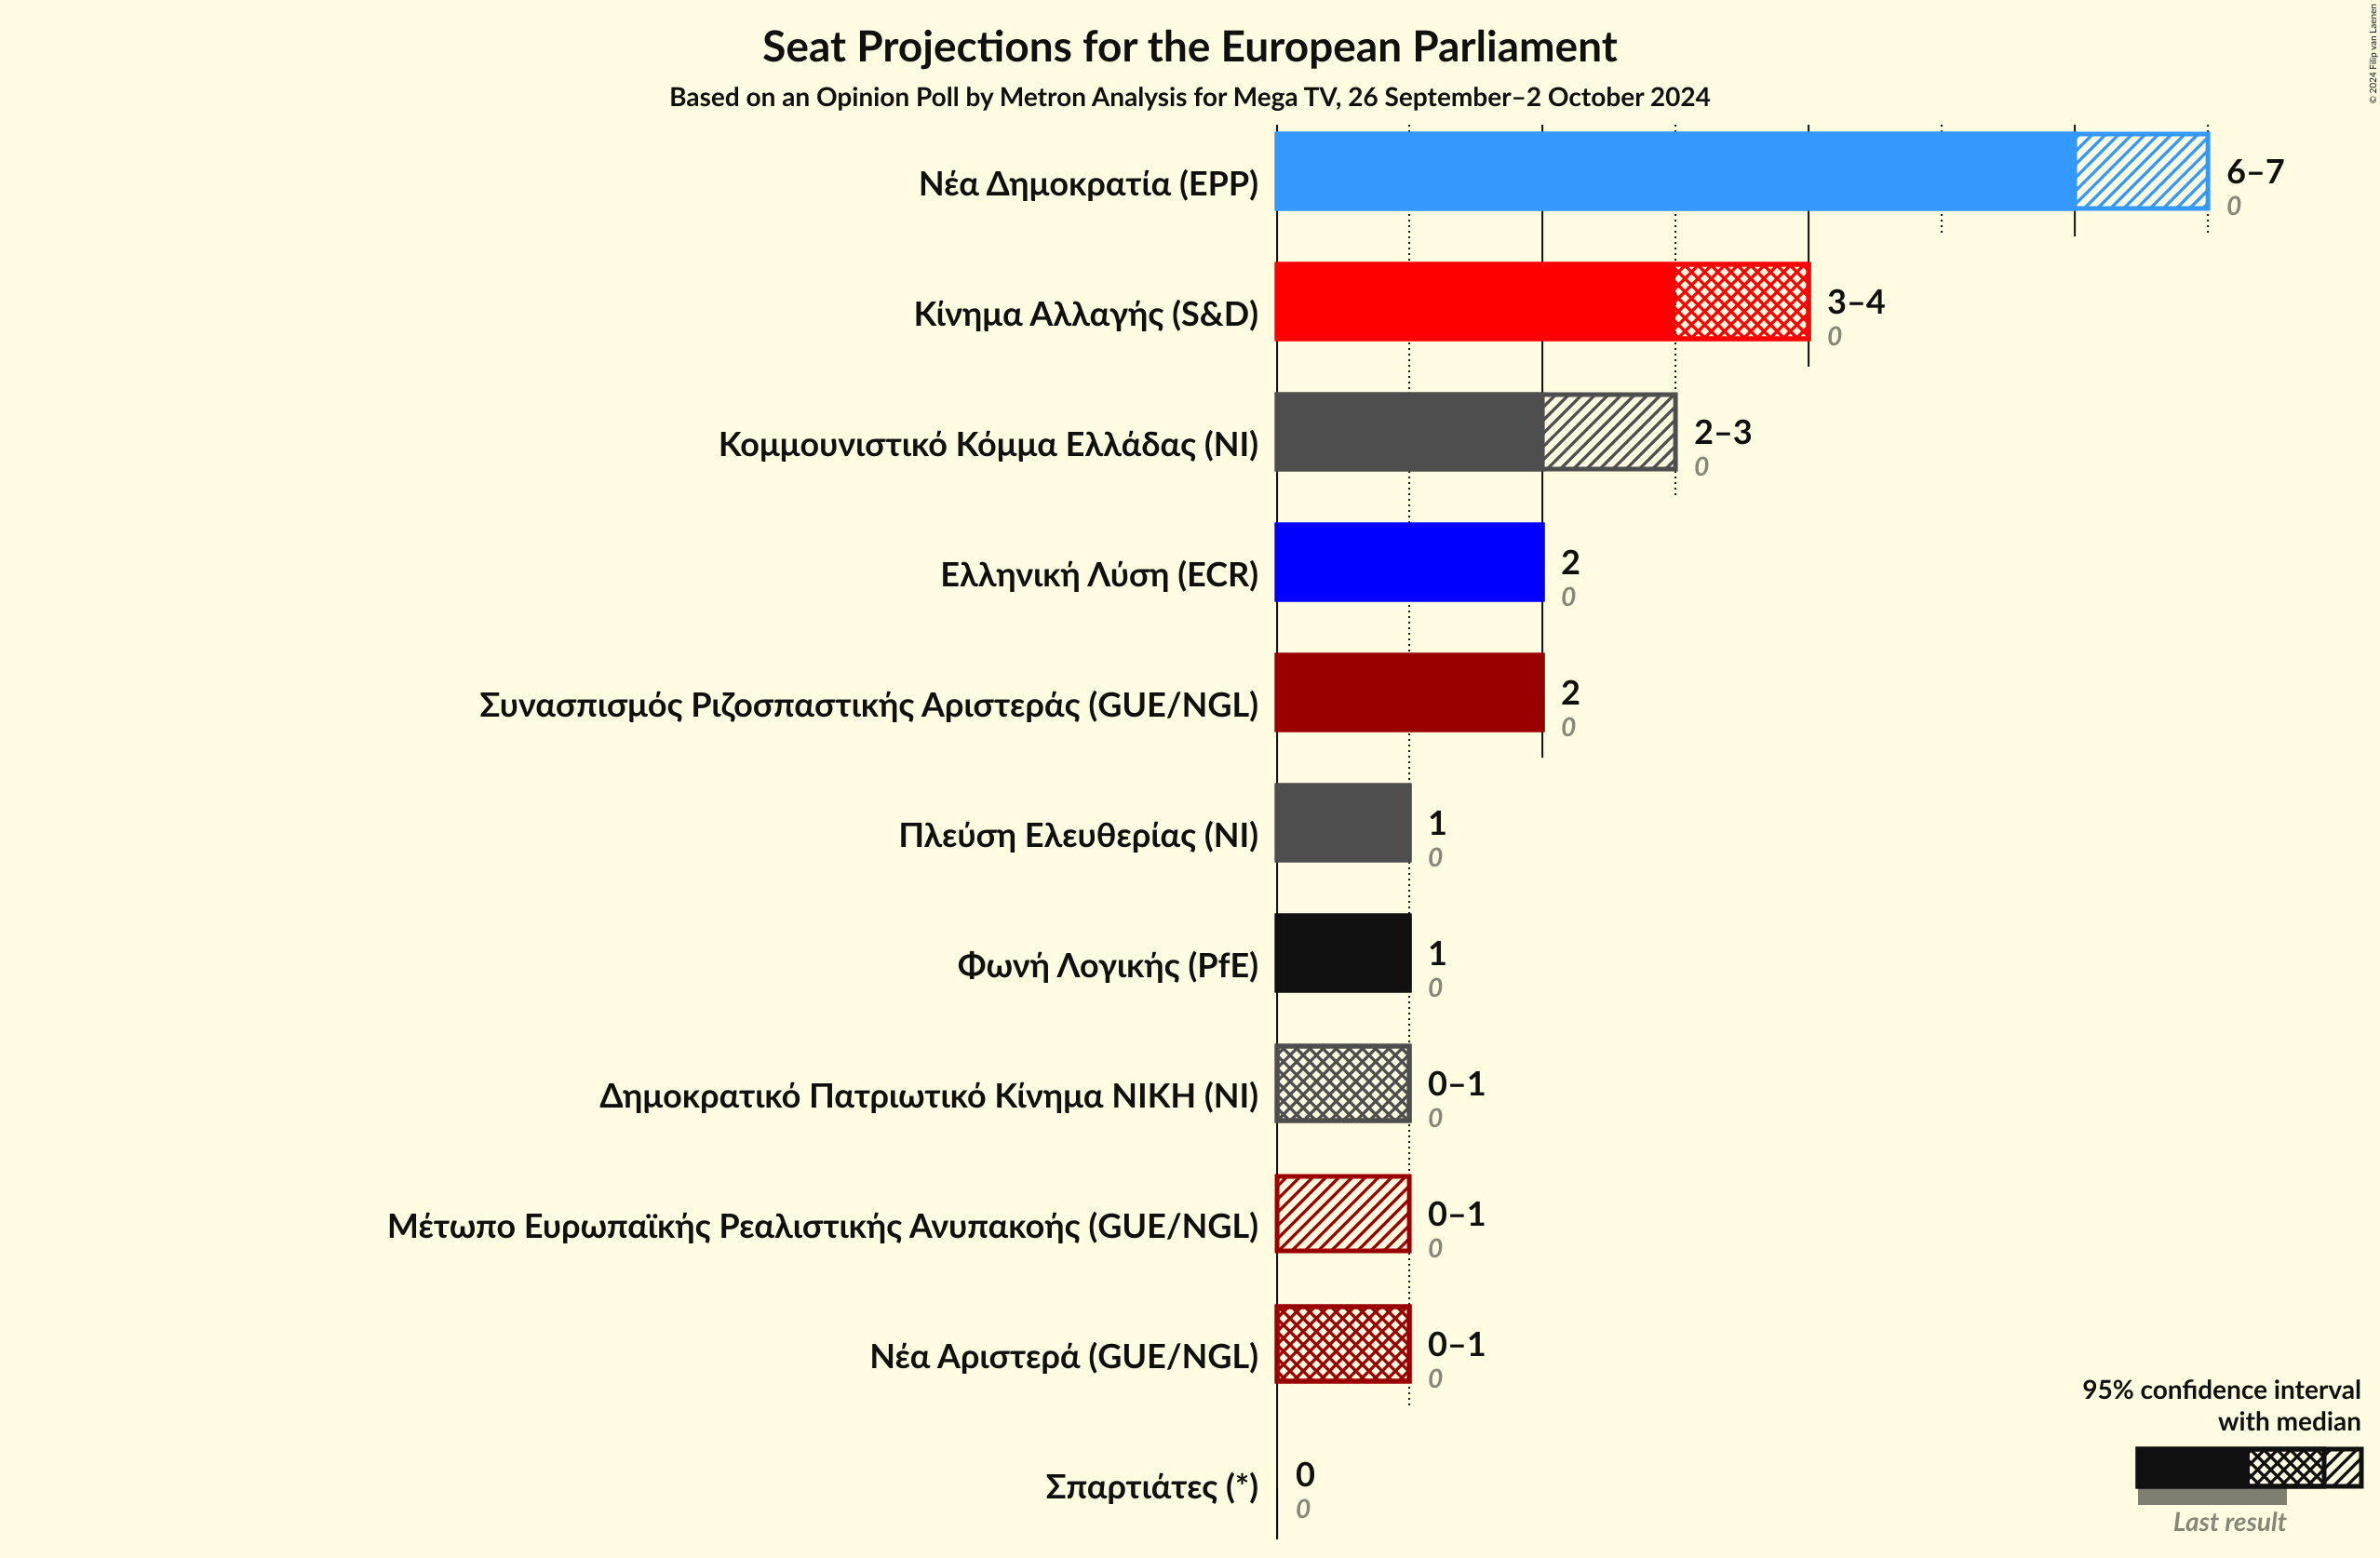 Seat Projections for the European Parliament
Based on an Opinion Poll by Metron Analysis for Mega TV, 26 September–2 October 2024
© 2024 Filip van Laenen
Νέα Δημοκρατία (EPP)
6–7
0
Κίνημα Αλλαγής (S&D)
3–4
0
Κομμουνιστικό Κόμμα Ελλάδας (NI)
2–3
0
Ελληνική Λύση (ECR)
2
0
Συνασπισμός Ριζοσπαστικής Αριστεράς (GUE/NGL)
2
0
Πλεύση Ελευθερίας (NI)
1
0
Φωνή Λογικής (PfE)
1
0
Δημοκρατικό Πατριωτικό Κίνημα ΝΙΚΗ (NI)
0–1
0
Μέτωπο Ευρωπαϊκής Ρεαλιστικής Ανυπακοής (GUE/NGL)
0–1
0
Νέα Αριστερά (GUE/NGL)
0–1
0
Σπαρτιάτες (*)
0
0
95% confidence interval
with median
Last result